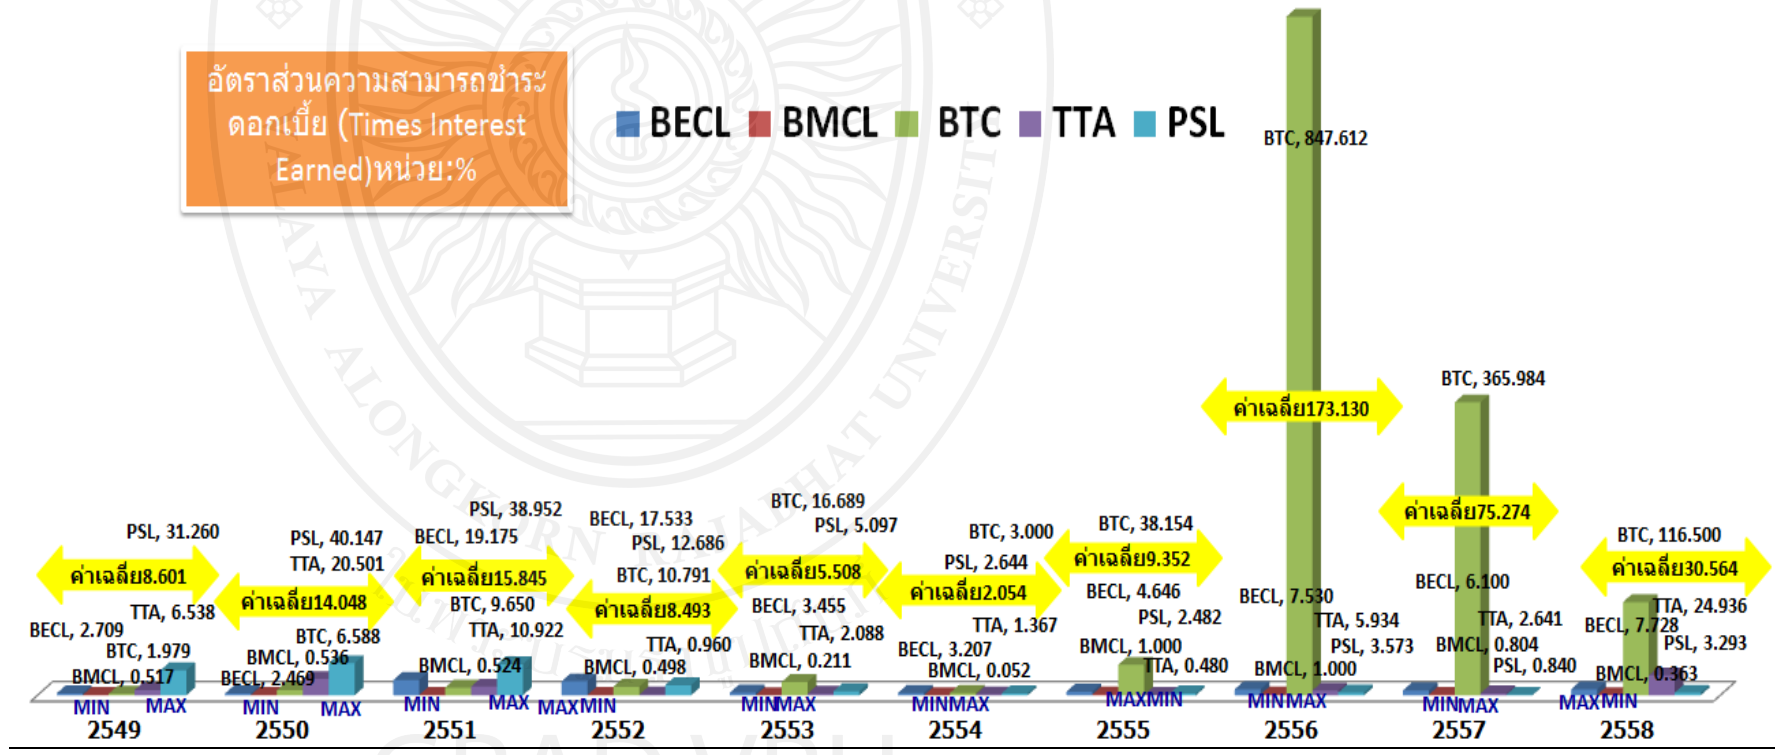 อัตราส่วนความสามารถชำระ
ดอกเบี้ย (Times Interest
Earned)หน่วย:%
BECL BMCL BTC TTA PSL
PSL, 31.260
ค่าเฉลี่ย8.601
TTA, 6.538
BECL, 2.709
BTC, 1.979
BMCL, 0.517
MIN MAX
2549
PSL, 40.147
TTA, 20.501
ค่าเฉลี่ย14.048
BTC, 6.588
BMCL, 0.536
BECL, 2.469
MIN MAX
2550
PSL, 38.952
BECL, 19.175
ค่าเฉลี่ย15.845
BTC, 9.650
TTA, 10.922
BMCL, 0.524
MIN MAX
2551
BECL, 17.533
PSL, 12.686
BTC, 10.791
ค่าเฉลี่ย8.493
TTA, 0.960
BMCL, 0.498
MAX MIN
2552
BTC, 16.689
PSL, 5.097
ค่าเฉลี่ย5.508
BECL, 3.455
TTA, 2.088
BMCL, 0.211
MIN MAX
2553
BTC, 3.000
PSL, 2.644
ค่าเฉลี่ย2.054
TTA, 1.367
BECL, 3.207
BMCL, 0.052
MIN MAX
2554
BTC, 38.154
ค่าเฉลี่ย9.352
BECL, 4.646
PSL, 2.482
BMCL, 1.000
TTA, 0.480
MAX MIN
2555
BTC, 847.612
ค่าเฉลี่ย173.130
BECL, 7.530
TTA, 5.934
PSL, 3.573
BMCL, 1.000
MIN MAX
2556
BTC, 365.984
ค่าเฉลี่ย75.274
BECL, 6.100
TTA, 2.641
BMCL, 0.804
PSL, 0.840
MIN MAX
2557
BTC, 116.500
ค่าเฉลี่ย30.564
TTA, 24.936
BECL, 7.728
PSL, 3.293
BMCL, 0.363
MAX MIN
2558
ALAYA ALONGKORN RAJABHAT UNIVERSITY